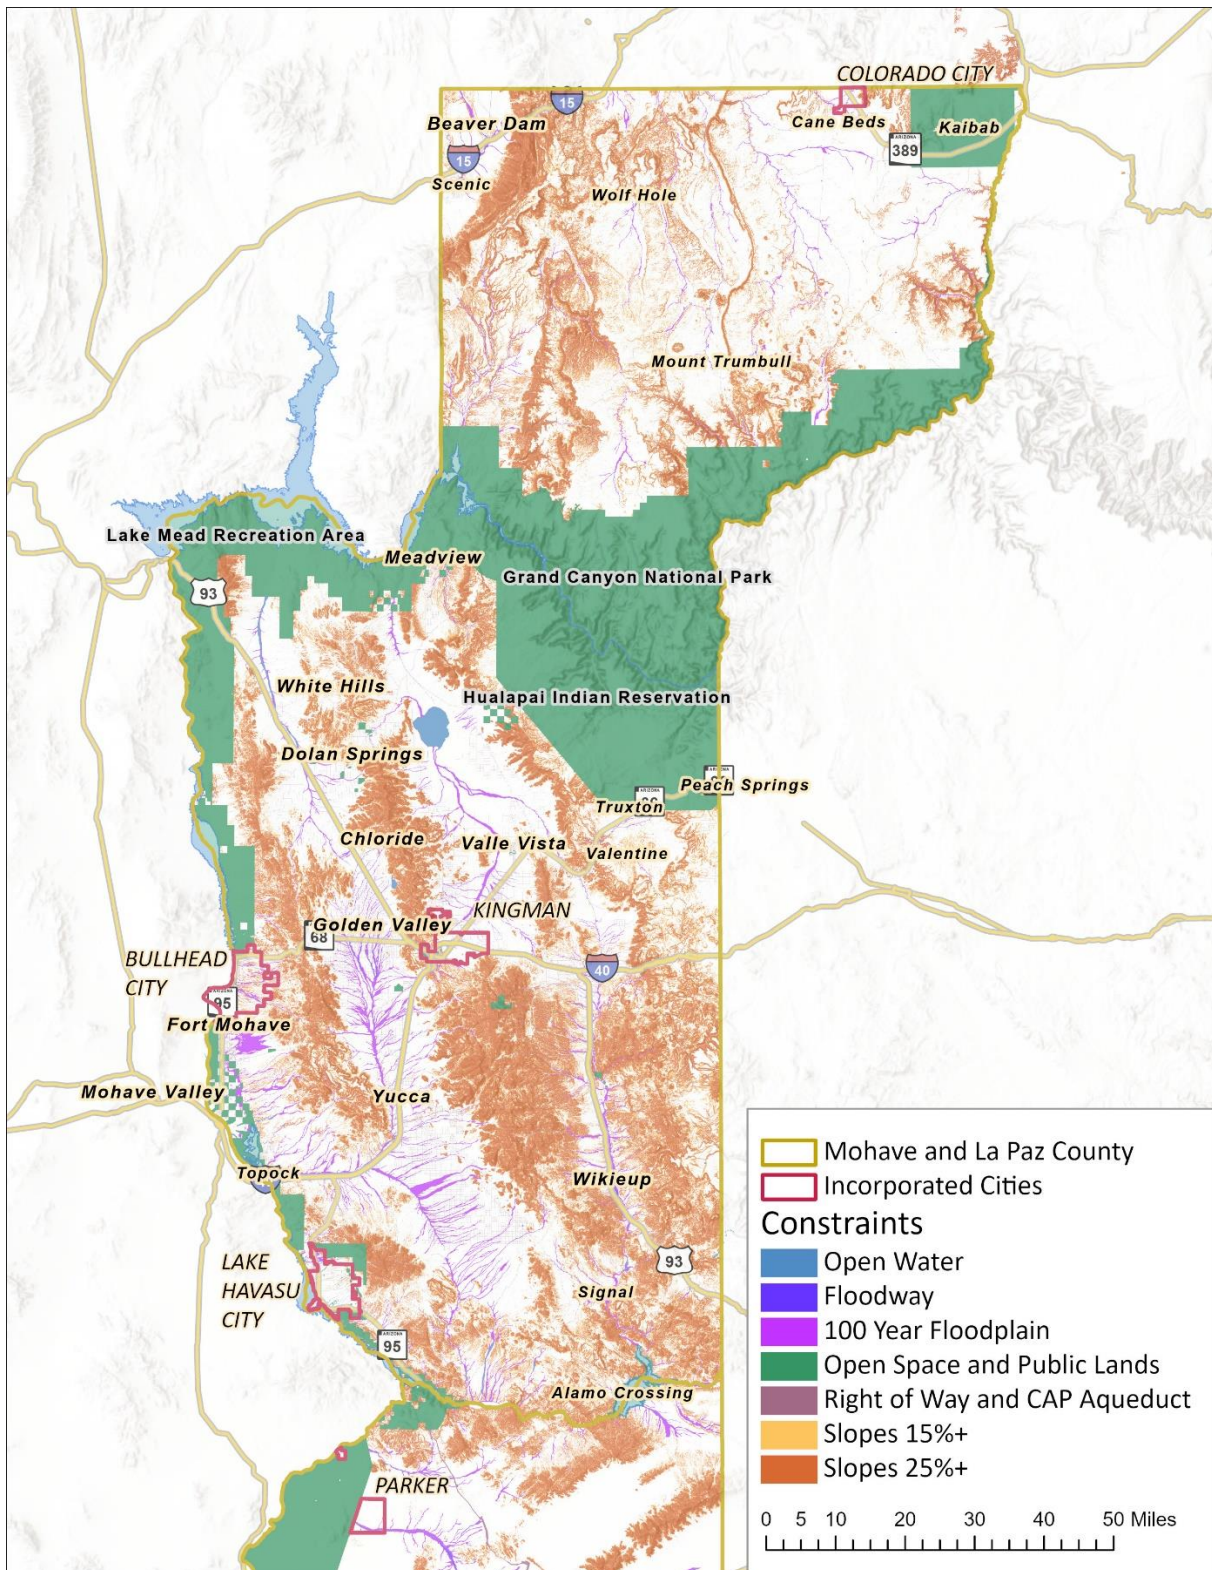 COLORADO CITY
15
Beaver Dam
Cane Beds
Kaibab
ARIZONA
389
15
Scenic
Wolf Hole
Mount Trumbull
Lake Mead Recreation Area
Meadview
Grand Canyon National Park
93
White Hills
Hualapai Indian Reservation
Dolan Springs
ARIZONA
Peach Springs
ARIZONA
Truxton
Chloride
Valle Vista
Valentine
KINGMAN
Golden Valley
68
BULLHEAD
CITY
40
ARIZONA
95
Fort Mohave
Mohave Valley
Yucca
Topock
Wikieup
LAKE
HAVASU
CITY
93
Signal
ARIZONA
95
Alamo Crossing
PARKER
Mohave and La Paz County
Incorporated Cities
Constraints
Open Water
Floodway
100 Year Floodplain
Open Space and Public Lands
Right of Way and CAP Aqueduct
Slopes 15%+
Slopes 25%+
0 5 10 20 30 40 50 Miles